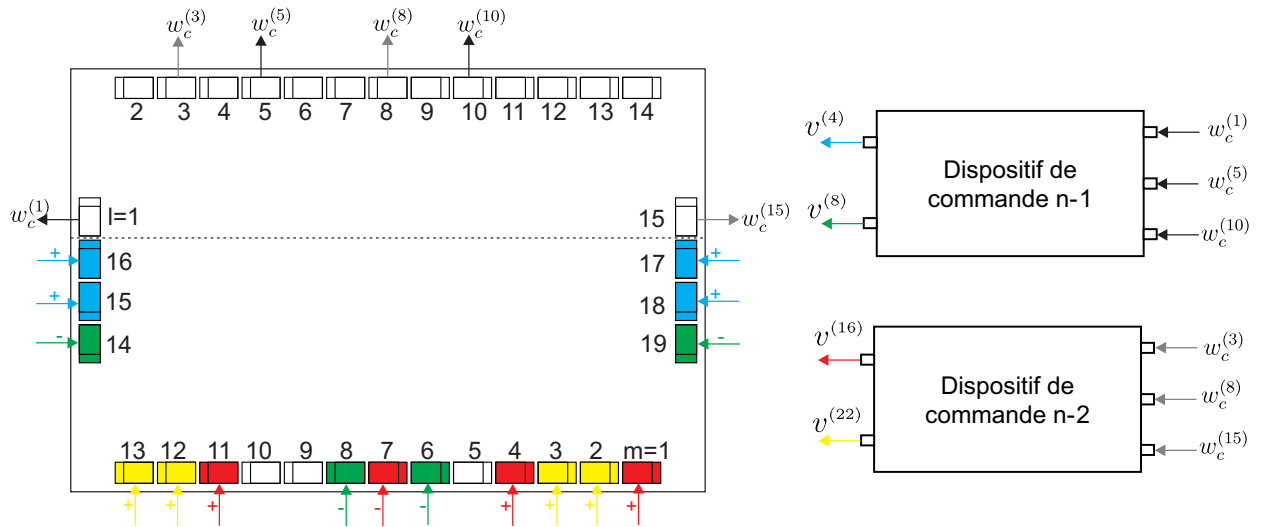 w_c^{(3)} w_c^{(5)} w_c^{(8)} w_c^{(10)}
2 3 4 5 6 7 8 9 10 11 12 13 14
w_c^{(1)} l=1 15 w_c^{(15)}
+ 16 17 +
+ 15 18 +
- 14 19 -
13 12 11 10 9 8 7 6 5 4 3 2 m=1
+ + + - - - + + + +
v^{(4)} w_c^{(1)}
Dispositif de
commande n-1
w_c^{(5)}
v^{(8)} w_c^{(10)}
v^{(16)} w_c^{(3)}
Dispositif de
commande n-2
w_c^{(8)}
v^{(22)} w_c^{(15)}